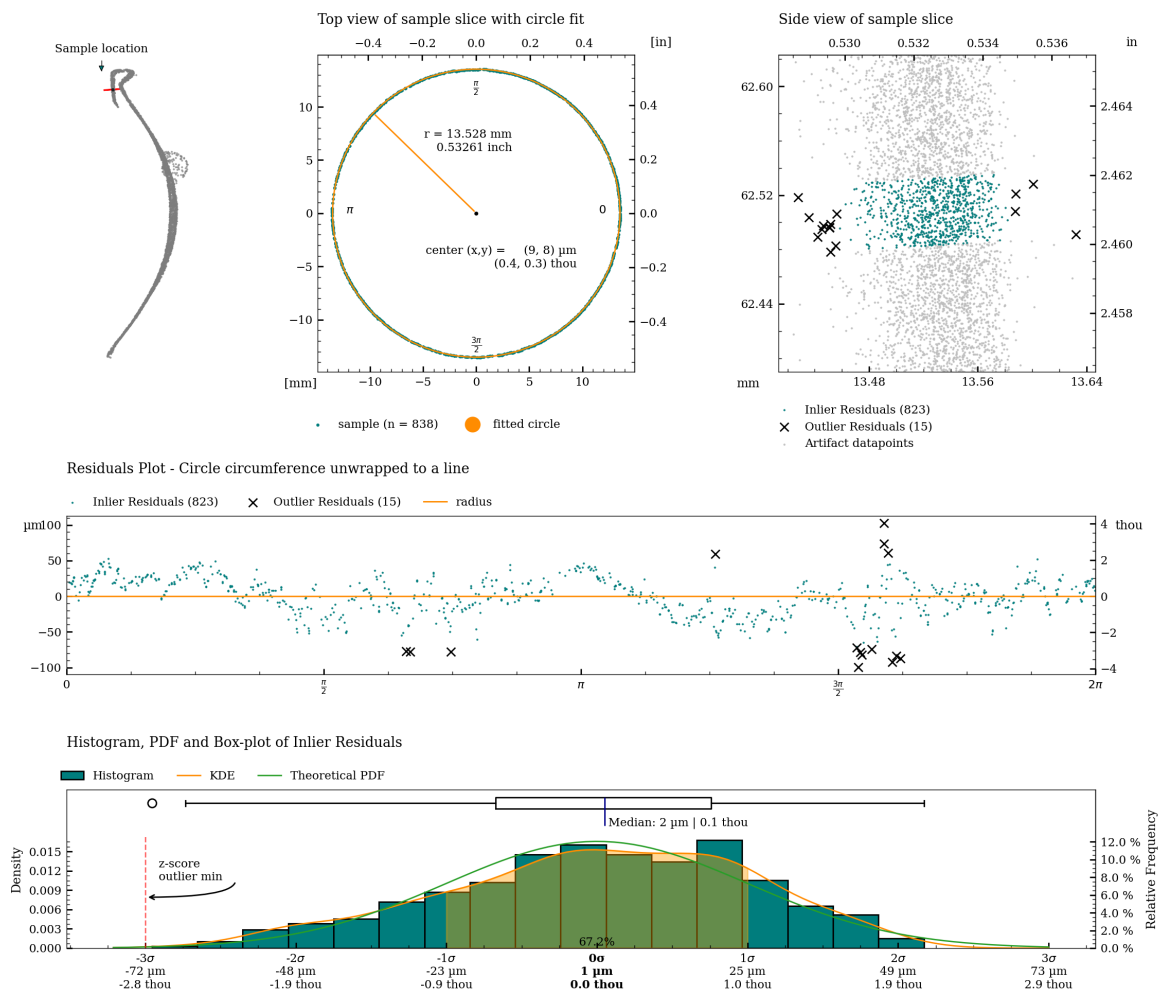 Sample location
Top view of sample slice with circle fit
−0.4 −0.2 0.0 0.2 0.4 [in]
π/2
10
5
0
−5
−10
0.4
0.2
0.0
−0.2
−0.4
r = 13.528 mm
0.53261 inch
π 0
center (x,y) = (9, 8) µm
(0.4, 0.3) thou
3π/2
[mm] −10 −5 0 5 10
sample (n = 838) fitted circle
Side view of sample slice
0.530 0.532 0.534 0.536 in
62.60
62.52
62.44
2.464
2.462
2.460
2.458
mm 13.48 13.56 13.64
Inlier Residuals (823)
Outlier Residuals (15)
Artifact datapoints
Residuals Plot - Circle circumference unwrapped to a line
Inlier Residuals (823) Outlier Residuals (15) radius
µm 100
50
0
−50
−100
4 thou
2
0
−2
−4
0 π/2 π 3π/2 2π
Histogram, PDF and Box-plot of Inlier Residuals
Histogram KDE Theoretical PDF
Median: 2 µm | 0.1 thou
z-score
outlier min
Density
0.015
0.012
0.009
0.006
0.003
0.000
12.0 %
10.0 %
8.0 %
6.0 %
4.0 %
2.0 %
0.0 %
Relative Frequency
67.2%
-3σ -2σ -1σ 0σ 1σ 2σ 3σ
-72 µm -48 µm -23 µm 1 µm 25 µm 49 µm 73 µm
-2.8 thou -1.9 thou -0.9 thou 0.0 thou 1.0 thou 1.9 thou 2.9 thou